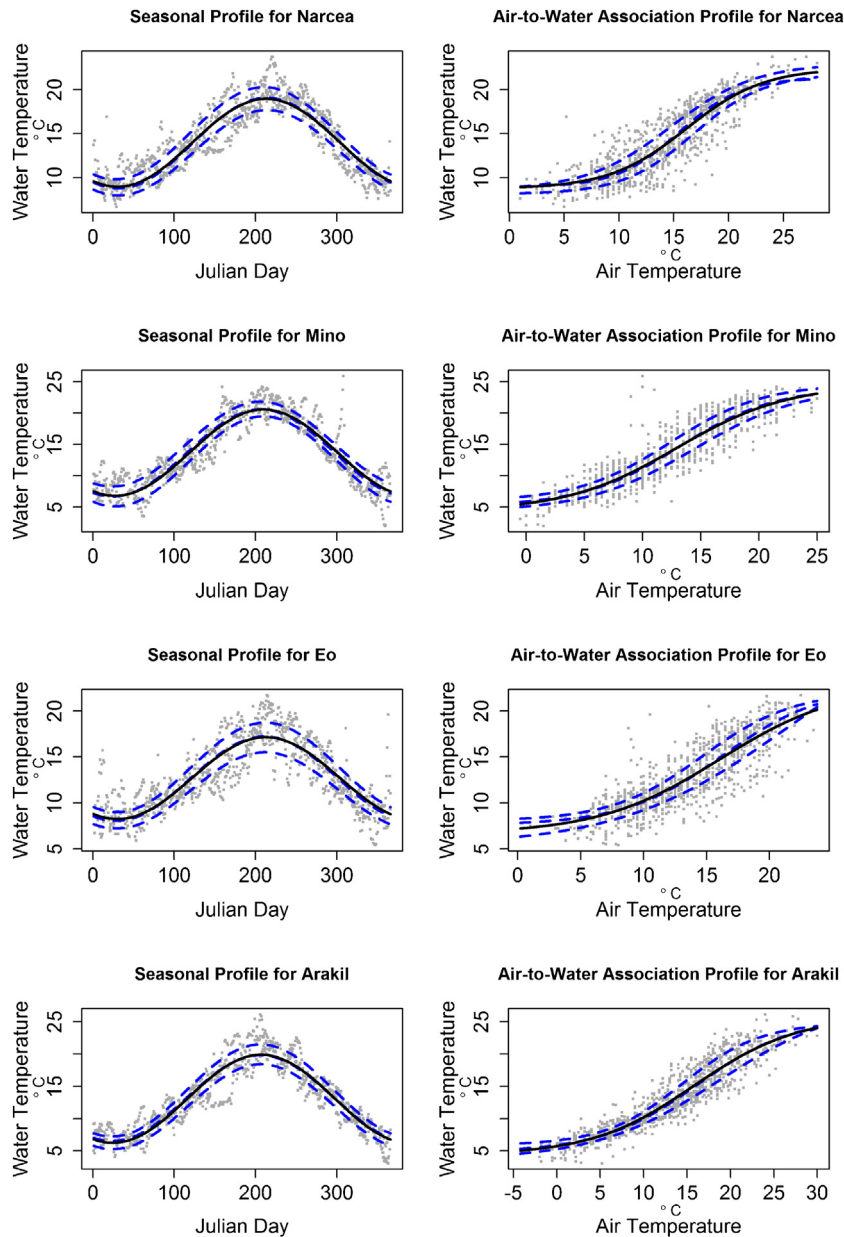 Seasonal Profile for Narcea
Water Temperature
° C
20
15
10
0 100 200 300
Julian Day
Air-to-Water Association Profile for Narcea
Water Temperature
° C
20
15
10
0 5 10 15 20 25
° C
Air Temperature
Seasonal Profile for Mino
Water Temperature
° C
25
15
5
0 100 200 300
Julian Day
Air-to-Water Association Profile for Mino
Water Temperature
° C
25
15
5
0 5 10 15 20 25
° C
Air Temperature
Seasonal Profile for Eo
Water Temperature
° C
20
15
10
5
0 100 200 300
Julian Day
Air-to-Water Association Profile for Eo
Water Temperature
° C
20
15
10
5
0 5 10 15 20
° C
Air Temperature
Seasonal Profile for Arakil
Water Temperature
° C
25
15
5
0 100 200 300
Julian Day
Air-to-Water Association Profile for Arakil
Water Temperature
° C
25
15
5
-5 0 5 10 15 20 25 30
° C
Air Temperature